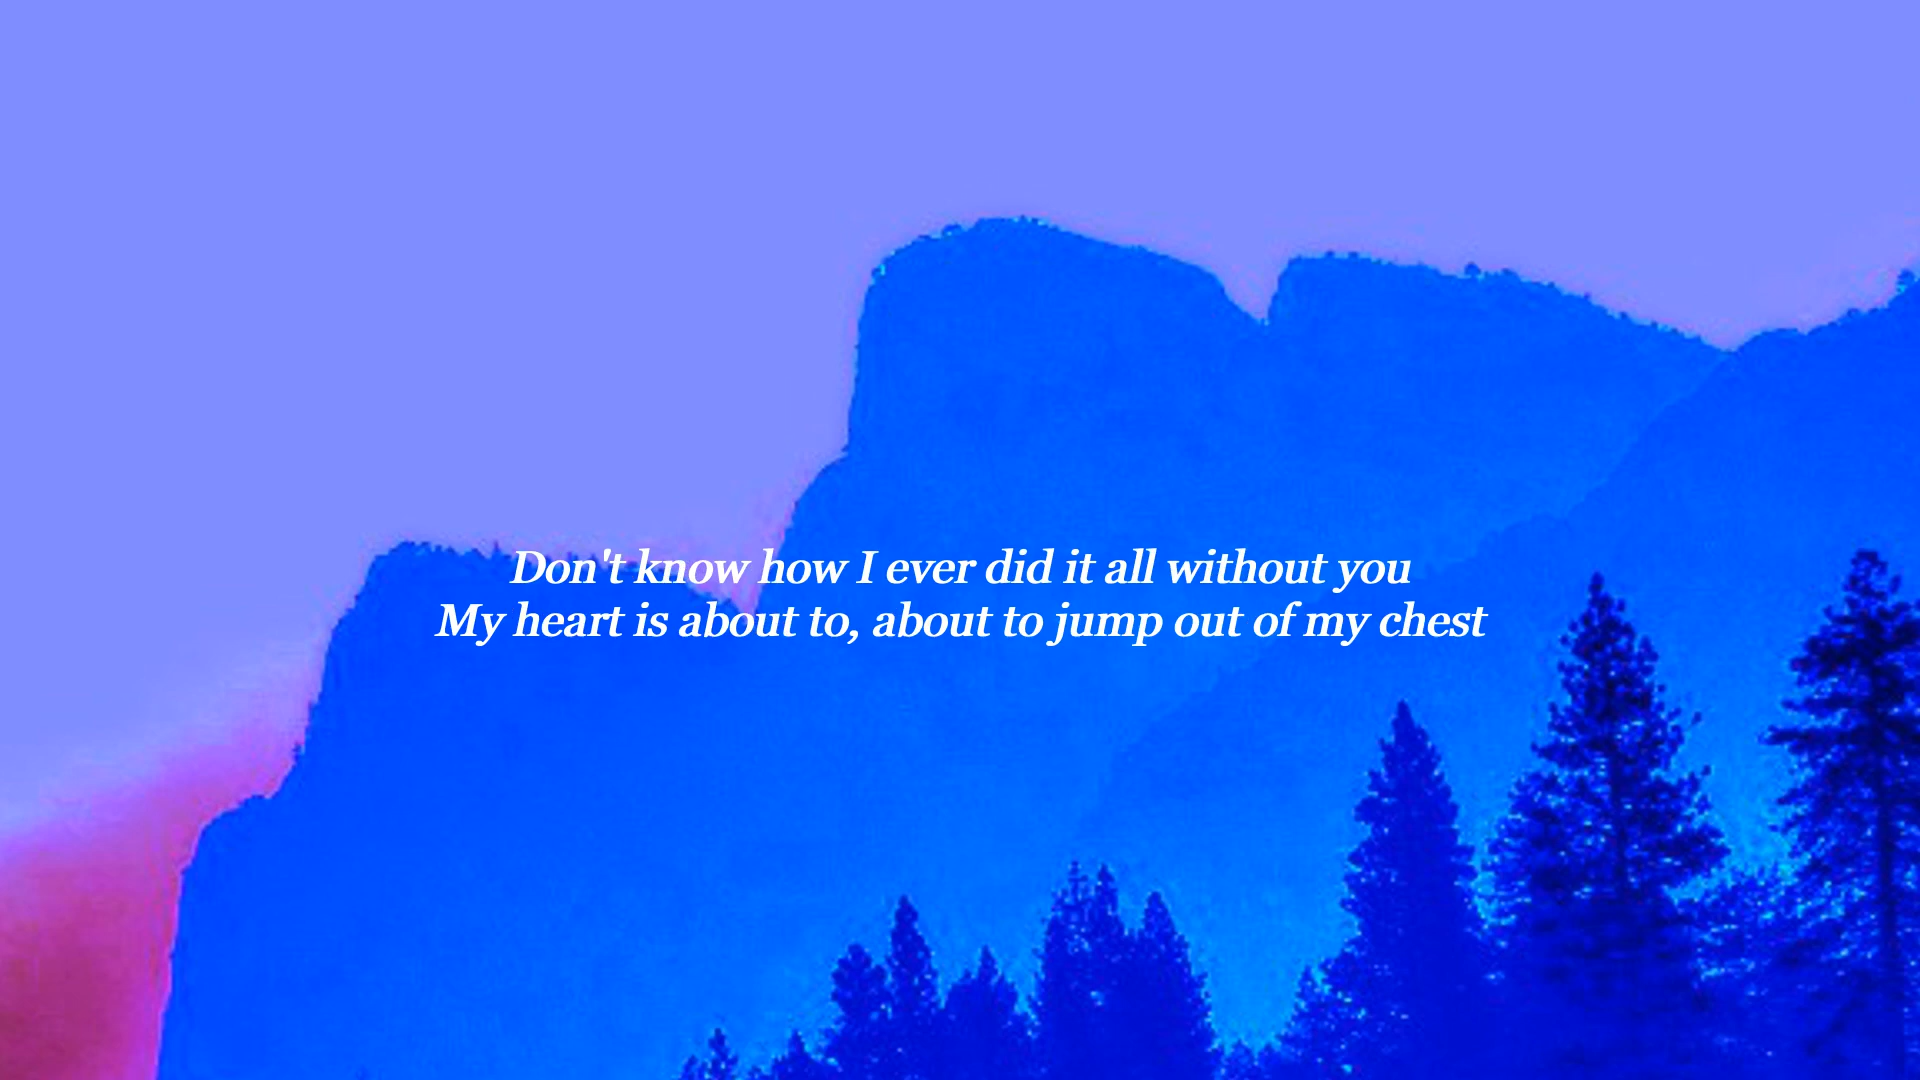 Don't know how I ever did it all without you
My heart is about to, about to jump out of my chest